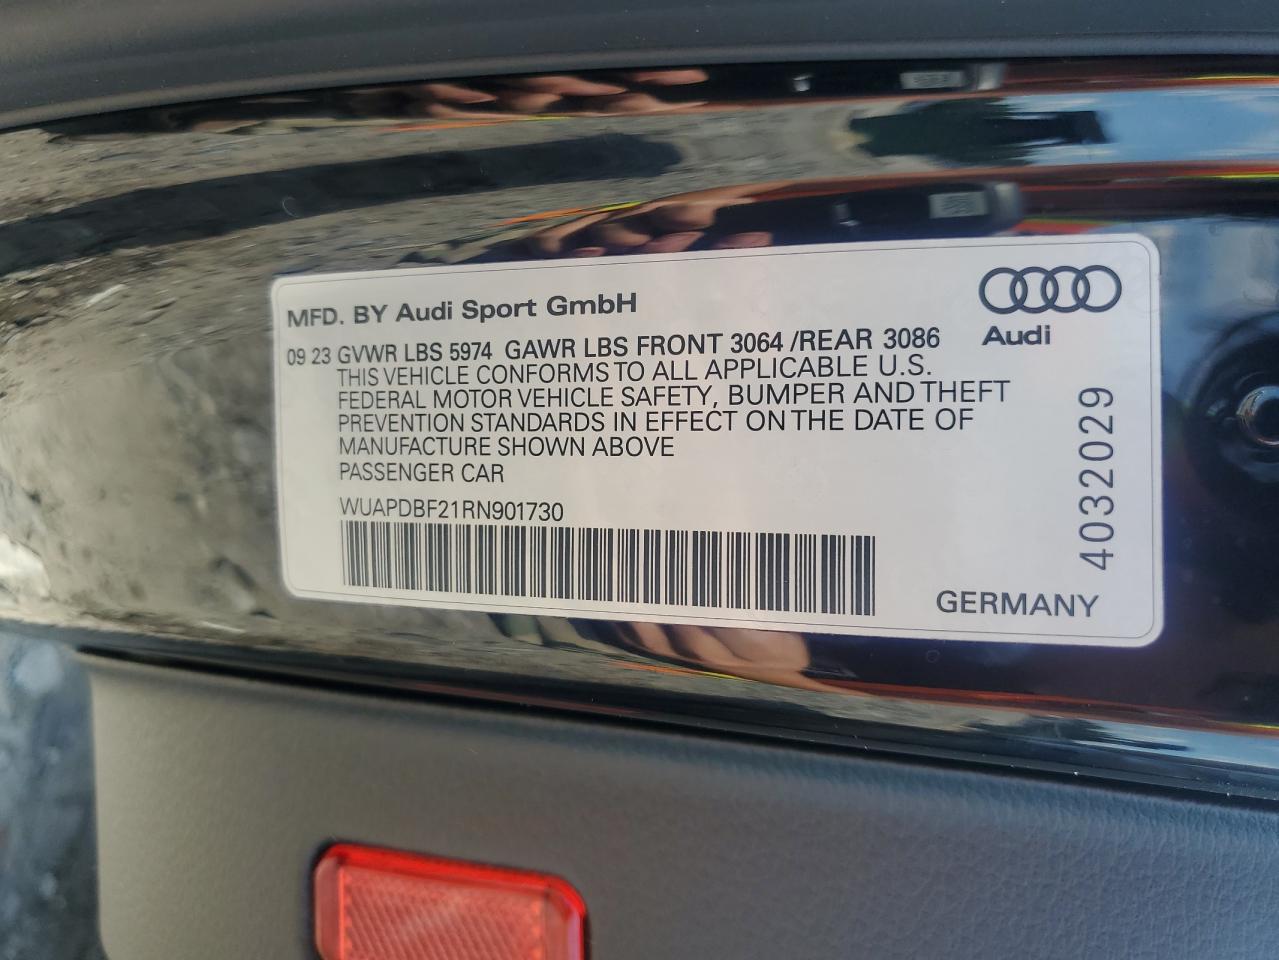 MFD. BY Audi Sport GmbH
Audi
09 23 GVWR LBS 5974 GAWR LBS FRONT 3064 /REAR 3086
THIS VEHICLE CONFORMS TO ALL APPLICABLE U.S.
FEDERAL MOTOR VEHICLE SAFETY, BUMPER AND THEFT
PREVENTION STANDARDS IN EFFECT ON THE DATE OF
MANUFACTURE SHOWN ABOVE
PASSENGER CAR
WUAPDBF21RN901730
4032029
GERMANY